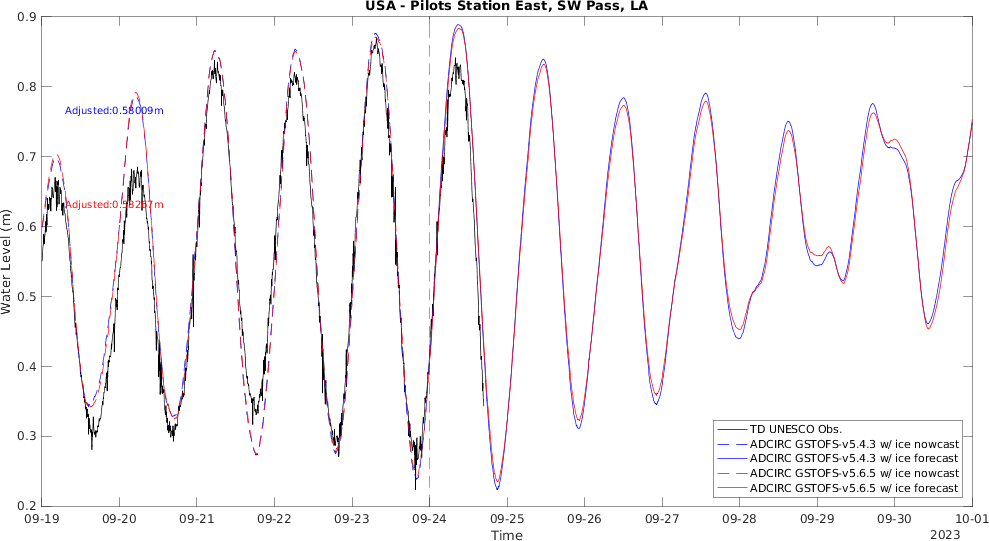 USA - Pilots Station East, SW Pass, LA
0.9
0.8
0.7
0.6
0.5
0.4
0.3
0.2
Water Level (m)
Adjusted:0.58009m
Adjusted:0.58267m
TD UNESCO Obs.
ADCIRC GSTOFS-v5.4.3 w/ ice nowcast
ADCIRC GSTOFS-v5.4.3 w/ ice forecast
ADCIRC GSTOFS-v5.6.5 w/ ice nowcast
ADCIRC GSTOFS-v5.6.5 w/ ice forecast
09-19 09-20 09-21 09-22 09-23 09-24 09-25 09-26 09-27 09-28 09-29 09-30 10-01
Time
2023